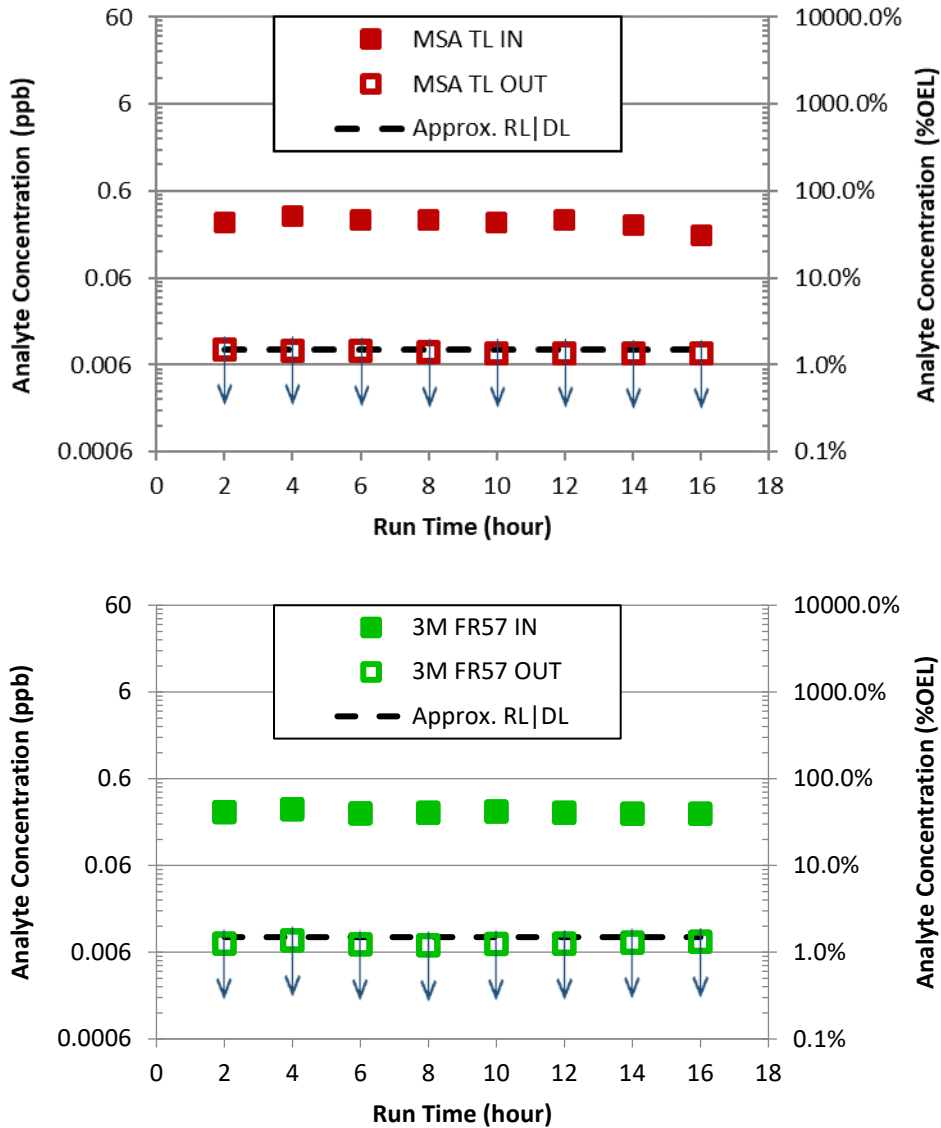 60
6
0.6
0.06
0.006
0.0006
Analyte Concentration (ppb)
MSA TL IN
MSA TL OUT
Approx. RL|DL
10000.0%
1000.0%
100.0%
10.0%
1.0%
0.1%
Analyte Concentration (%OEL)
0 2 4 6 8 10 12 14 16 18
Run Time (hour)
60
6
0.6
0.06
0.006
0.0006
Analyte Concentration (ppb)
3M FR57 IN
3M FR57 OUT
Approx. RL|DL
10000.0%
1000.0%
100.0%
10.0%
1.0%
0.1%
Analyte Concentration (%OEL)
0 2 4 6 8 10 12 14 16 18
Run Time (hour)